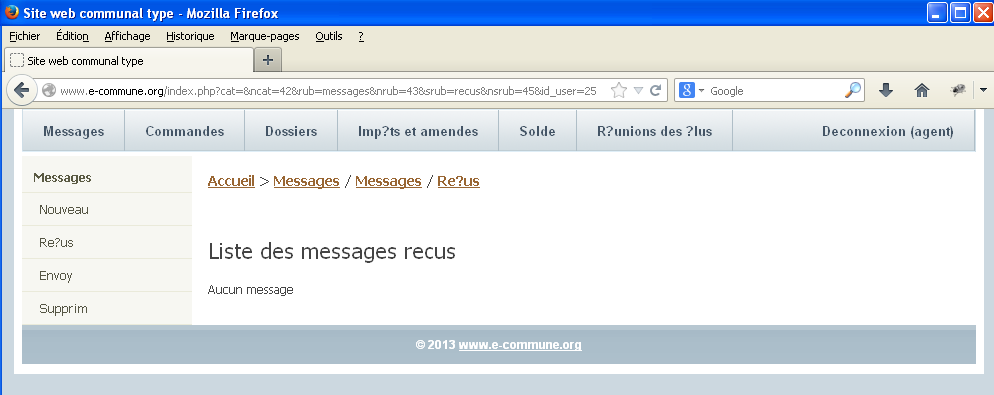 Site web communal type - Mozilla Firefox
Fichier Édition Affichage Historique Marque-pages Outils ?
Site web communal type +
www.e-commune.org/index.php?cat=&ncat=42&rub=messages&nrub=43&srub=recus&nsrub=45&id_user=25 Google
Messages Commandes Dossiers Imp?ts et amendes Solde R?unions des ?lus Deconnexion (agent)
Messages
Nouveau
Re?us
Envoy
Supprim
Accueil > Messages / Messages / Re?us
Liste des messages recus
Aucun message
© 2013 www.e-commune.org